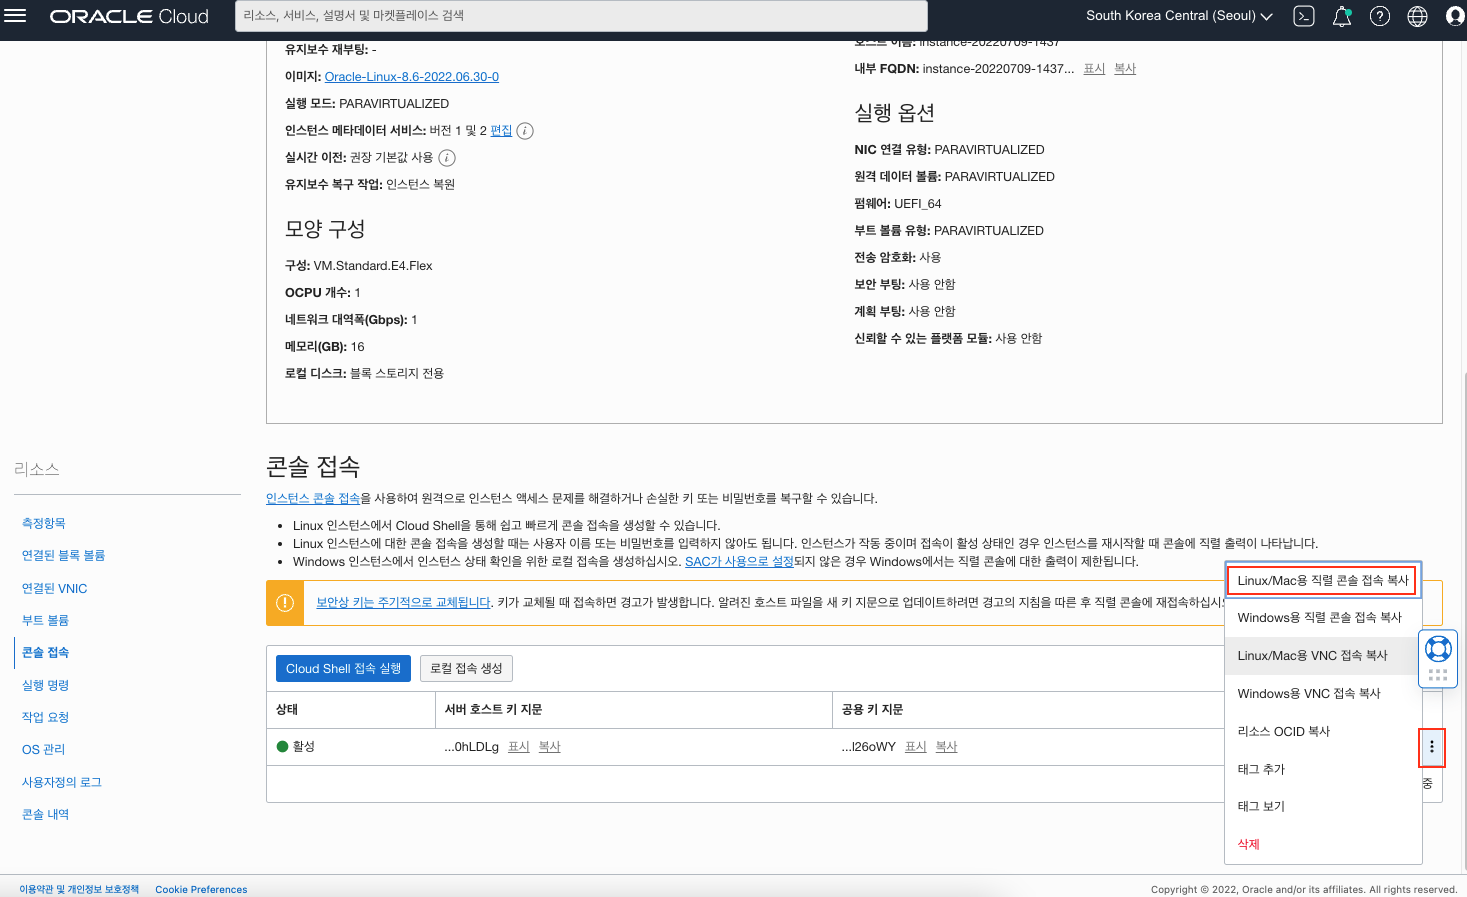 ORACLE Cloud
리소스, 서비스, 설명서 및 마켓플레이스 검색
South Korea Central (Seoul)
유지보수 재부팅: -
이미지: Oracle-Linux-8.6-2022.06.30-0
실행 모드: PARAVIRTUALIZED
인스턴스 메타데이터 서비스: 버전 1 및 2 편집
실시간 이전: 권장 기본값 사용
유지보수 복구 작업: 인스턴스 복원
모양 구성
구성: VM.Standard.E4.Flex
OCPU 개수: 1
네트워크 대역폭(Gbps): 1
메모리(GB): 16
로컬 디스크: 블록 스토리지 전용
호스트 이름: instance-20220709-1437
내부 FQDN: instance-20220709-1437... 표시 복사
실행 옵션
NIC 연결 유형: PARAVIRTUALIZED
원격 데이터 볼륨: PARAVIRTUALIZED
펌웨어: UEFI_64
부트 볼륨 유형: PARAVIRTUALIZED
전송 암호화: 사용
보안 부팅: 사용 안함
계획 부팅: 사용 안함
신뢰할 수 있는 플랫폼 모듈: 사용 안함
리소스
측정항목
연결된 블록 볼륨
연결된 VNIC
부트 볼륨
콘솔 접속
실행 명령
작업 요청
OS 관리
사용자정의 로그
콘솔 내역
콘솔 접속
인스턴스 콘솔 접속을 사용하여 원격으로 인스턴스 액세스 문제를 해결하거나 손실한 키 또는 비밀번호를 복구할 수 있습니다.
• Linux 인스턴스에서 Cloud Shell을 통해 쉽고 빠르게 콘솔 접속을 생성할 수 있습니다.
• Linux 인스턴스에 대한 콘솔 접속을 생성할 때는 사용자 이름 또는 비밀번호를 입력하지 않아도 됩니다. 인스턴스가 작동 중이며 접속이 활성 상태인 경우 인스턴스를 재시작할 때 콘솔에 직렬 출력이 나타납니다.
• Windows 인스턴스에서 인스턴스 상태 확인을 위한 로컬 접속을 생성하십시오. SAC가 사용으로 설정되지 않은 경우 Windows에서는 직렬 콘솔에 대한 출력이 제한됩니다.
보안상 키는 주기적으로 교체됩니다. 키가 교체될 때 접속하면 경고가 발생합니다. 알려진 호스트 파일을 새 키 지문으로 업데이트하려면 경고의 지침을 따른 후 직렬 콘솔에 재접속하십시오
Cloud Shell 접속 실행 로컬 접속 생성
상태 서버 호스트 키 지문 공용 키 지문
활성 ...0hLDLg 표시 복사 ...l26oWY 표시 복사
중
Linux/Mac용 직렬 콘솔 접속 복사
Windows용 직렬 콘솔 접속 복사
Linux/Mac용 VNC 접속 복사
Windows용 VNC 접속 복사
리소스 OCID 복사
태그 추가
태그 보기
삭제
이용약관 및 개인정보 보호정책 Cookie Preferences
Copyright © 2022, Oracle and/or its affiliates. All rights reserved.